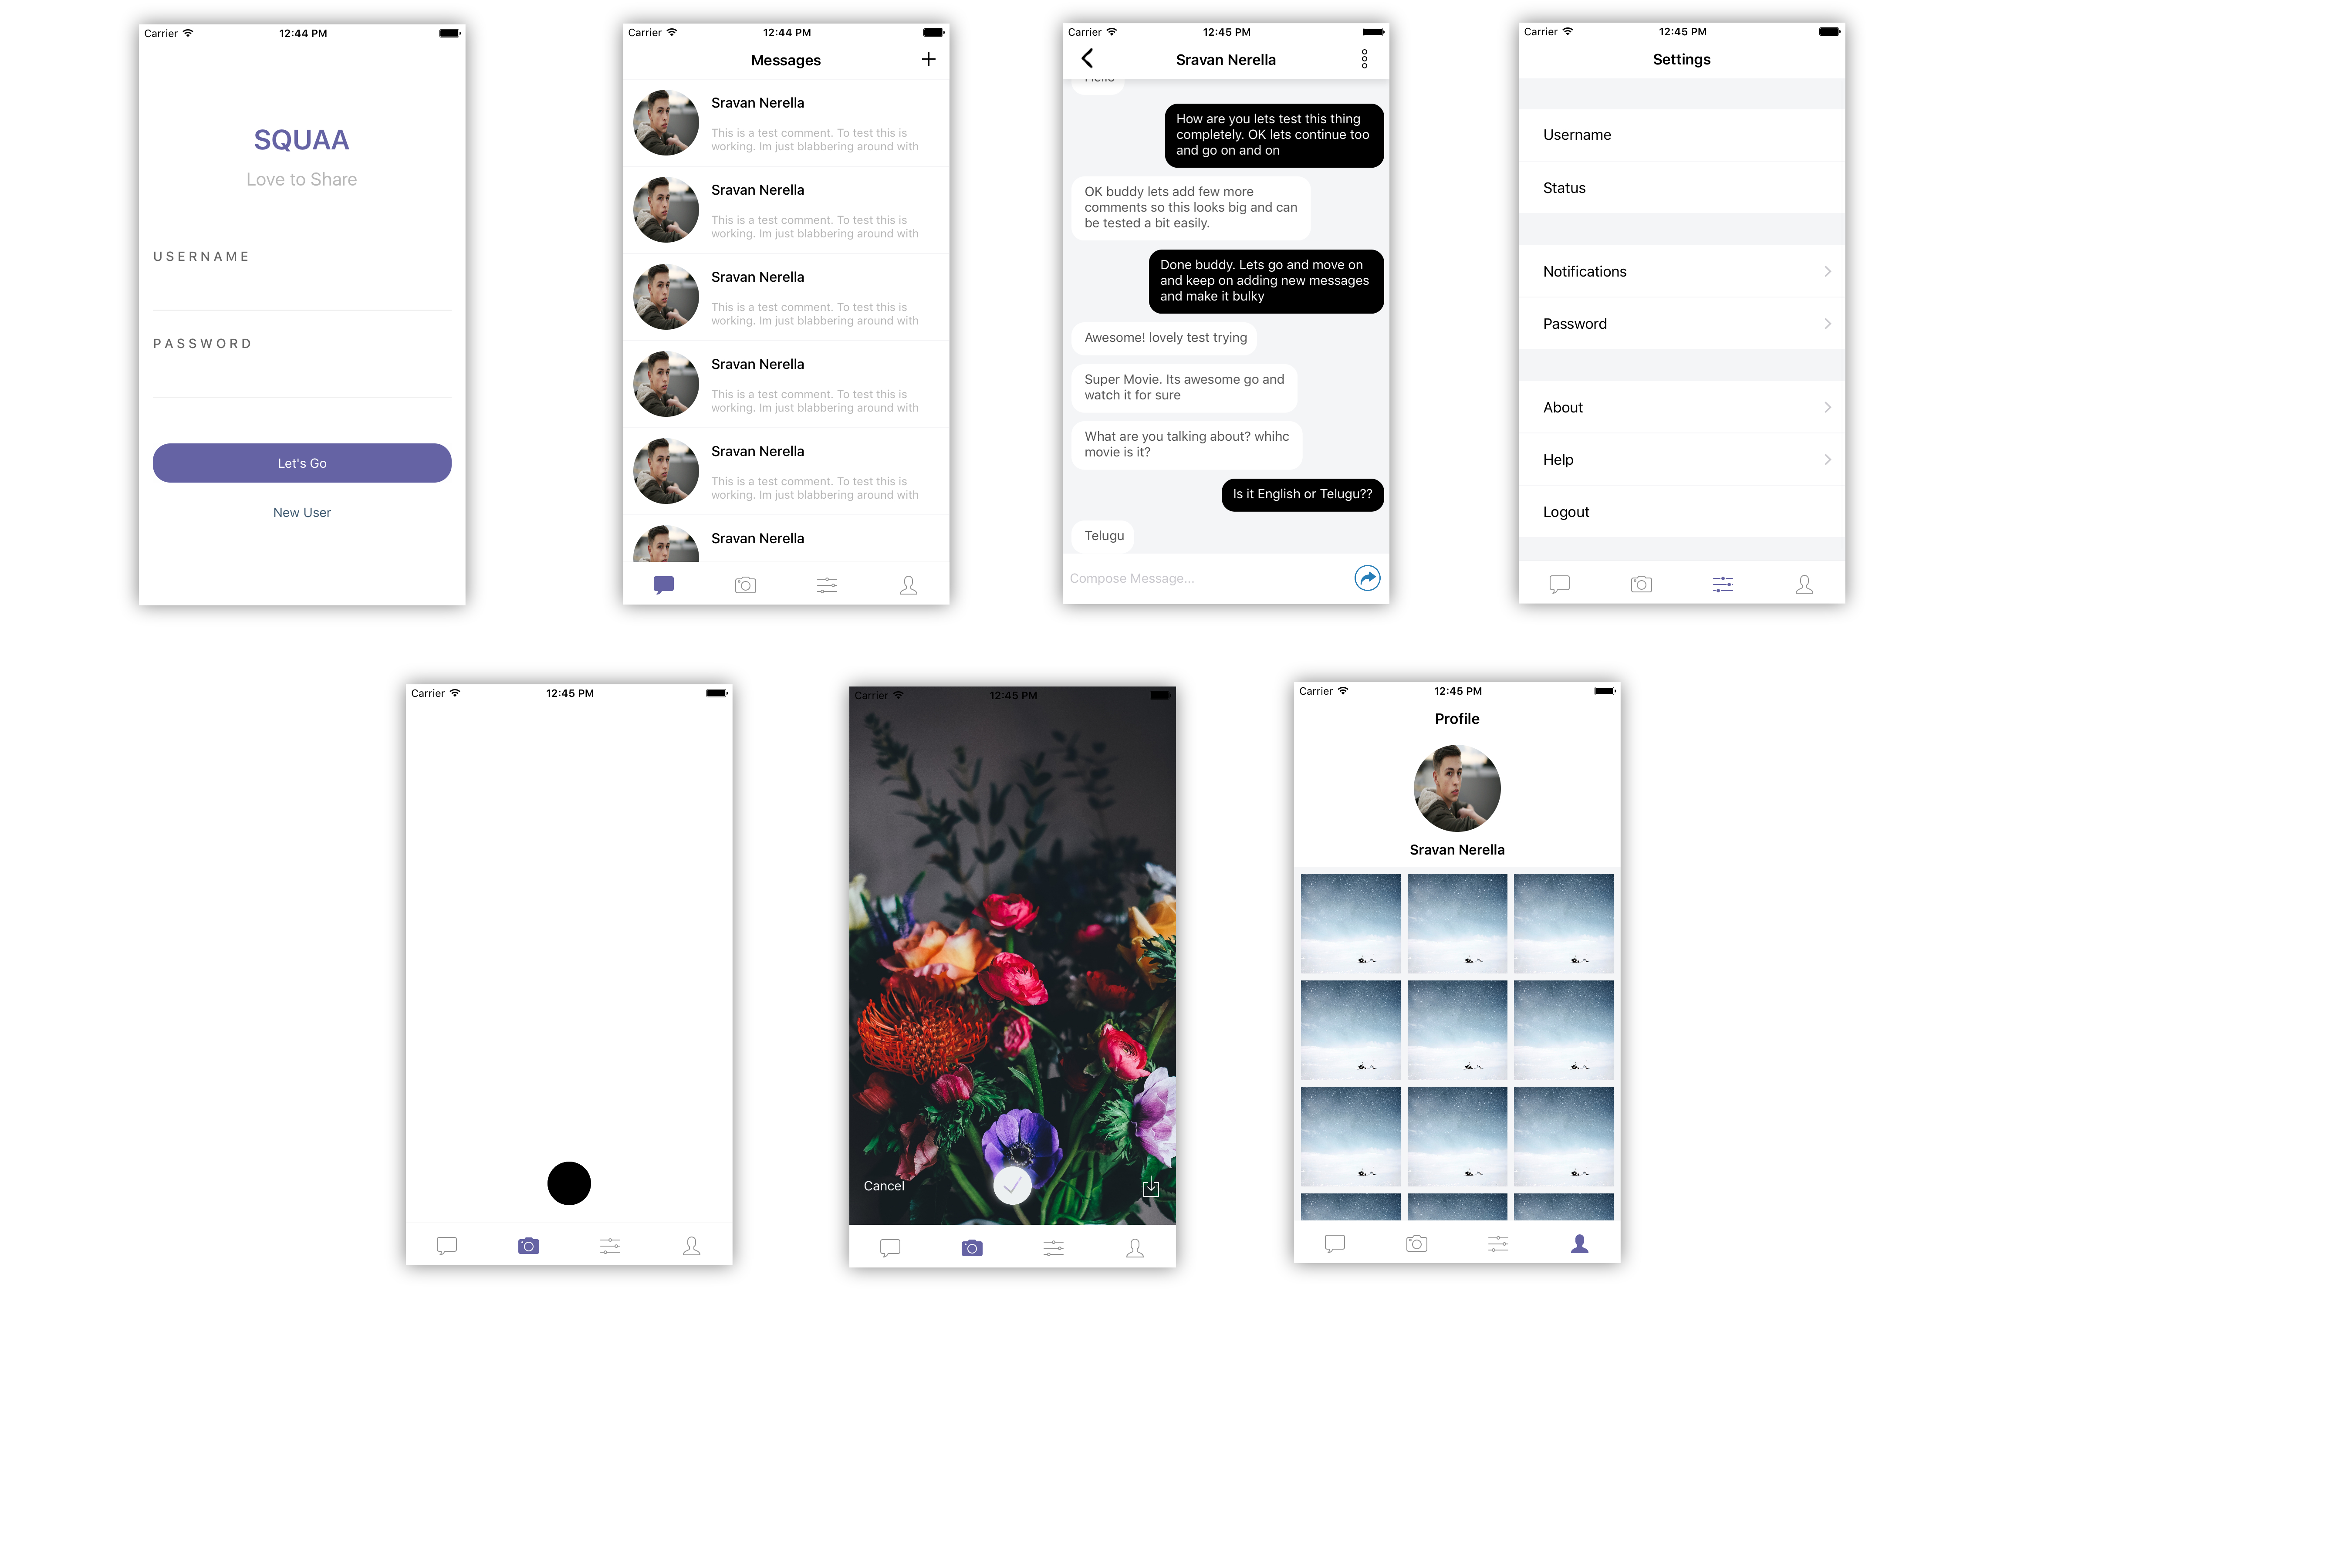 Carrier 12:44 PM
SQUAA
Love to Share
USERNAME
PASSWORD
Let's Go
New User
Carrier 12:44 PM
Messages
Sravan Nerella
This is a test comment. To test this is
working. Im just blabbering around with
Sravan Nerella
This is a test comment. To test this is
working. Im just blabbering around with
Sravan Nerella
This is a test comment. To test this is
working. Im just blabbering around with
Sravan Nerella
This is a test comment. To test this is
working. Im just blabbering around with
Sravan Nerella
This is a test comment. To test this is
working. Im just blabbering around with
Sravan Nerella
Carrier 12:45 PM
Sravan Nerella
Hello
How are you lets test this thing
completely. OK lets continue too
and go on and on
OK buddy lets add few more
comments so this looks big and can
be tested a bit easily.
Done buddy. Lets go and move on
and keep on adding new messages
and make it bulky
Awesome! lovely test trying
Super Movie. Its awesome go and
watch it for sure
What are you talking about? whihc
movie is it?
Is it English or Telugu??
Telugu
Compose Message...
Carrier 12:45 PM
Settings
Username
Status
Notifications
Password
About
Help
Logout
Carrier 12:45 PM
Carrier 12:45 PM
Cancel
Carrier 12:45 PM
Profile
Sravan Nerella